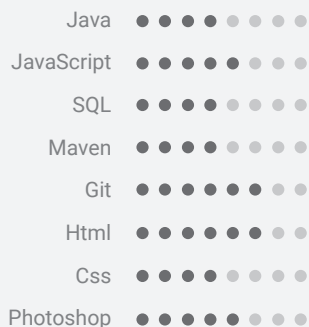 Java
JavaScript
SQL
Maven
Git
Html
Css
Photoshop